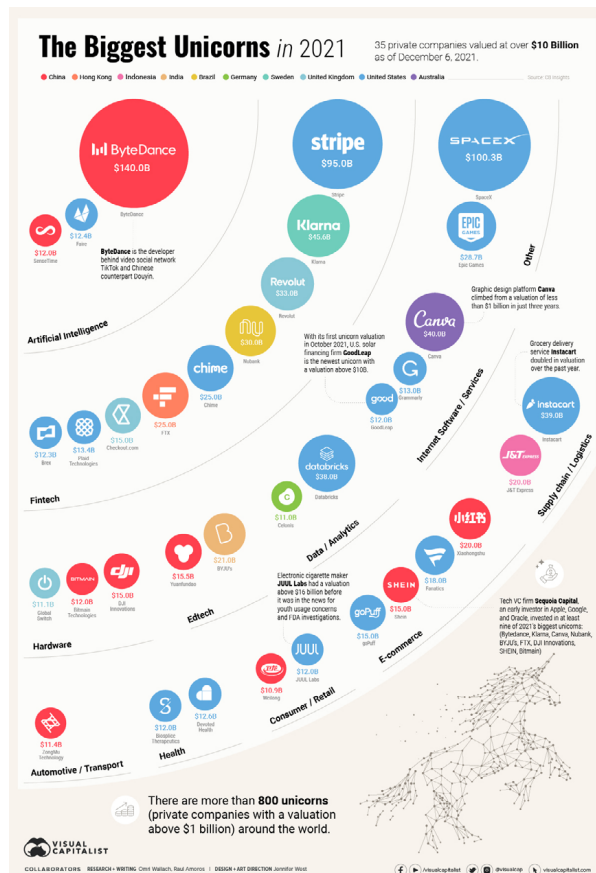 The Biggest Unicorns in 2021
35 private companies valued at over $10 Billion
as of December 6, 2021.
China
Hong Kong
Indonesia
India
Brazil
Germany
Sweden
United Kingdom
United States
Australia
Source: CB Insights
ByteDance
$140.0B
ByteDance
$12.4B
$12.0B
SenseTime
ByteDance is the developer
behind video social network
TikTok and Chinese
counterpart Douyin.
Artificial Intelligence
stripe
$95.0B
Stripe
Klarna
$45.6B
Klarna
Revolut
$33.0B
Revolut
nu
$30.0B
Nubank
chime
$25.0B
Chime
$25.0B
FTX
$15.0B
Checkout.com
$13.4B
Plaid
Technologies
$12.3B
Brex
Fintech
SPACEX
$100.3B
SpaceX
EPIC
GAMES
$28.7B
Epic Games
Other
Graphic design platform Canva
climbed from a valuation of less
than $1 billion in just three years.
Canva
$40.0B
Canva
G
$13.0B
Grammarly
good
$12.0B
GoodLeap
With its first unicorn valuation
in October 2021, U.S. solar
financing firm GoodLeap
is the newest unicorn with
a valuation above $10B.
Internet Software / Services
Grocery delivery
service Instacart
doubled in valuation
over the past year.
instacart
$39.0B
Instacart
J&T EXPRESS
$20.0B
J&T Express
Supply chain / Logistics
databricks
$38.0B
Databricks
C
$11.0B
Celonis
Data / Analytics
小红书
$20.0B
Xiaohongshu
$18.0B
Fanatics
SHEIN
$15.0B
Shein
goPuff
$15.0B
goPuff
E-commerce
B
$21.0B
BYJU's
$15.5B
Yuanfudao
Edtech
dji
$15.0B
DJI
Innovations
BITMAIN
$12.0B
Bitmain
Technologies
$11.1B
Global
Switch
Hardware
Electronic cigarette maker
JUUL Labs had a valuation
above $16 billion before
it was in the news for
youth usage concerns
and FDA investigations.
JUUL
$12.0B
JUUL Labs
$10.9B
Weilong
Consumer / Retail
$12.6B
Devoted
Health
$12.0B
Biosplice
Therapeutics
Health
$11.4B
ZongMu
Technology
Automotive / Transport
Tech VC firm Sequoia Capital,
an early investor in Apple, Google,
and Oracle, invested in at least
nine of 2021's biggest unicorns:
(Bytedance, Klarna, Canva, Nubank,
BYJU's, FTX, DJI Innovations,
SHEIN, Bitmain)
There are more than 800 unicorns
(private companies with a valuation
above $1 billion) around the world.
VISUAL
CAPITALIST
COLLABORATORS RESEARCH + WRITING Omri Wallach, Raul Amoros | DESIGN + ART DIRECTION Jennifer West
/visualcapitalist
@visualcap
visualcapitalist.com